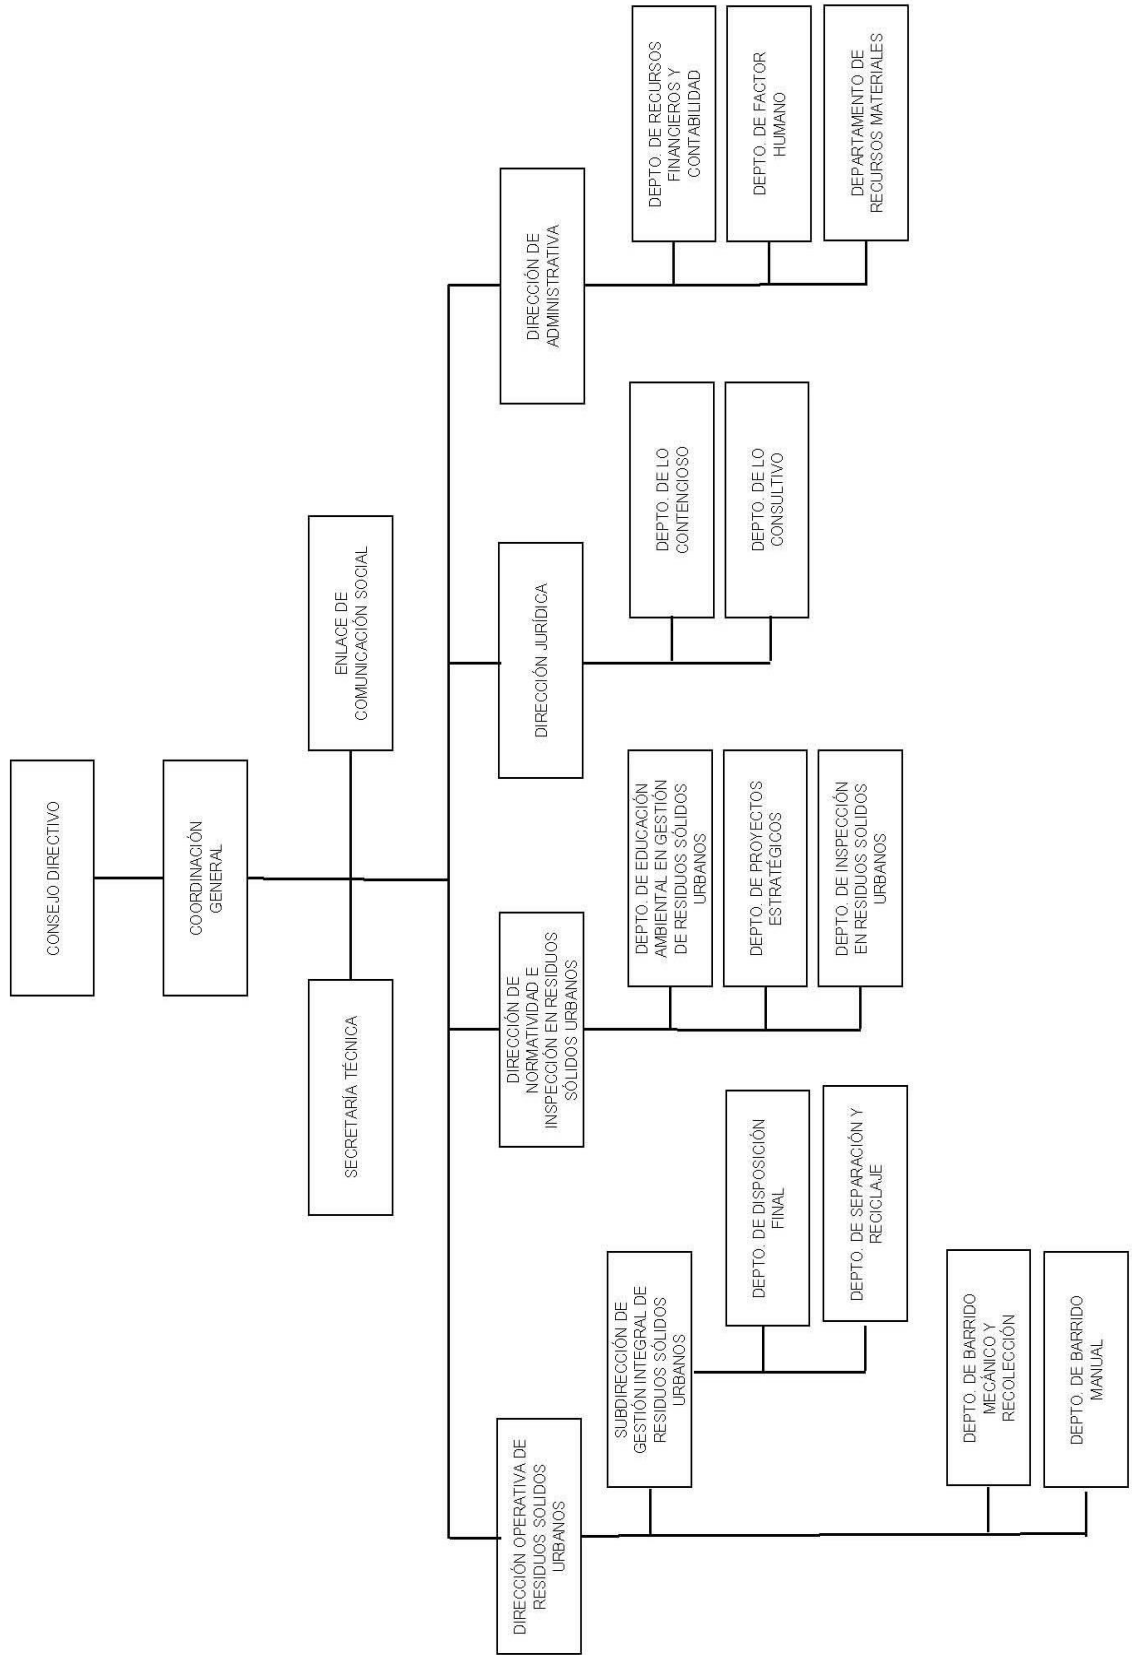 CONSEJO DIRECTIVO
COORDINACIÓN
GENERAL
SECRETARÍA TÉCNICA
ENLACE DE
COMUNICACIÓN SOCIAL
DIRECCIÓN OPERATIVA DE
RESIDUOS SOLIDOS
URBANOS
DIRECCIÓN DE
NORMATIVIDAD E
INSPECCIÓN EN RESIDUOS
SÓLIDOS URBANOS
DIRECCIÓN JURÍDICA
DIRECCIÓN DE
ADMINISTRATIVA
SUBDIRECCIÓN DE
GESTIÓN INTEGRAL DE
RESIDUOS SÓLIDOS
URBANOS
DEPTO. DE DISPOSICIÓN
FINAL
DEPTO. DE SEPARACIÓN Y
RECICLAJE
DEPTO. DE BARRIDO
MECÁNICO Y
RECOLECCIÓN
DEPTO. DE BARRIDO
MANUAL
DEPTO. DE EDUCACIÓN
AMBIENTAL EN GESTIÓN
DE RESIDUOS SÓLIDOS
URBANOS
DEPTO. DE PROYECTOS
ESTRATÉGICOS
DEPTO. DE INSPECCIÓN
EN RESIDUOS SOLIDOS
URBANOS
DEPTO. DE LO
CONTENCIOSO
DEPTO. DE LO
CONSULTIVO
DEPTO. DE RECURSOS
FINANCIEROS Y
CONTABILIDAD
DEPTO. DE FACTOR
HUMANO
DEPARTAMENTO DE
RECURSOS MATERIALES